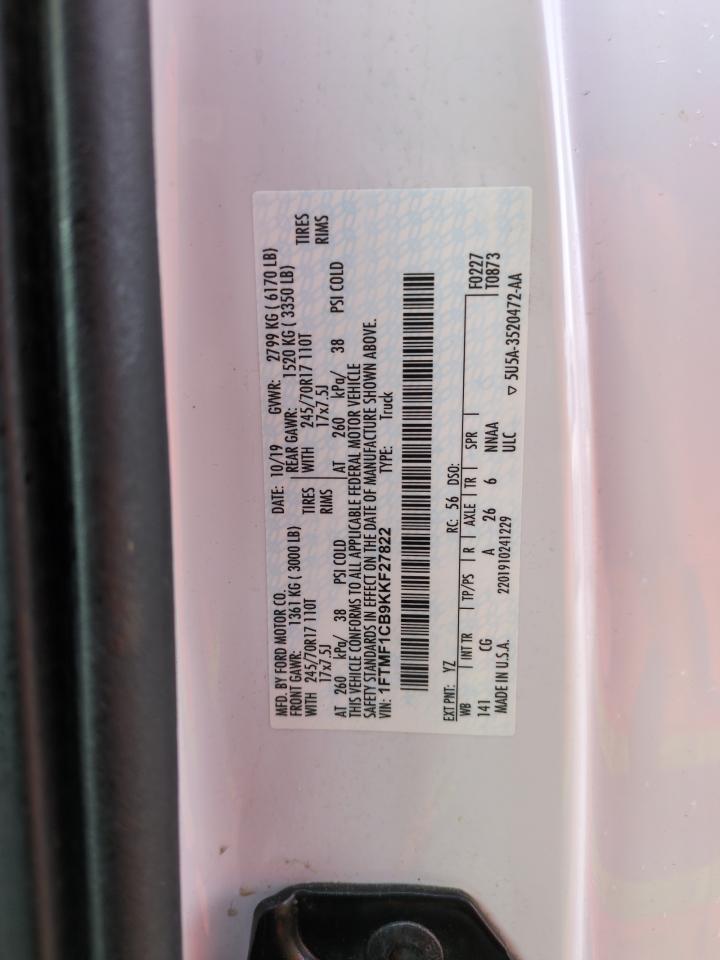 MFD. BY FORD MOTOR CO. DATE: 10/19 GVWR: 2799 KG ( 6170 LB)
FRONT GAWR: 1361 KG ( 3000 LB) REAR GAWR: 1520 KG ( 3350 LB)
WITH 245/70R17 110T TIRES WITH 245/70R17 110T TIRES
17x7.5J RIMS 17x7.5J RIMS
AT 260 kPa/ 38 PSI COLD AT 260 kPa/ 38 PSI COLD
THIS VEHICLE CONFORMS TO ALL APPLICABLE FEDERAL MOTOR VEHICLE
SAFETY STANDARDS IN EFFECT ON THE DATE OF MANUFACTURE SHOWN ABOVE.
VIN: 1FTMF1CB9KKF27822 TYPE: Truck
EXT PNT: YZ RC: 56 DSO: F0227
WB INT TR TP/PS R AXLE TR SPR T0873
141 CG A 26 6 NNAA
MADE IN U.S.A. 2201910241229 ULC ▽ 5U5A-3520472-AA